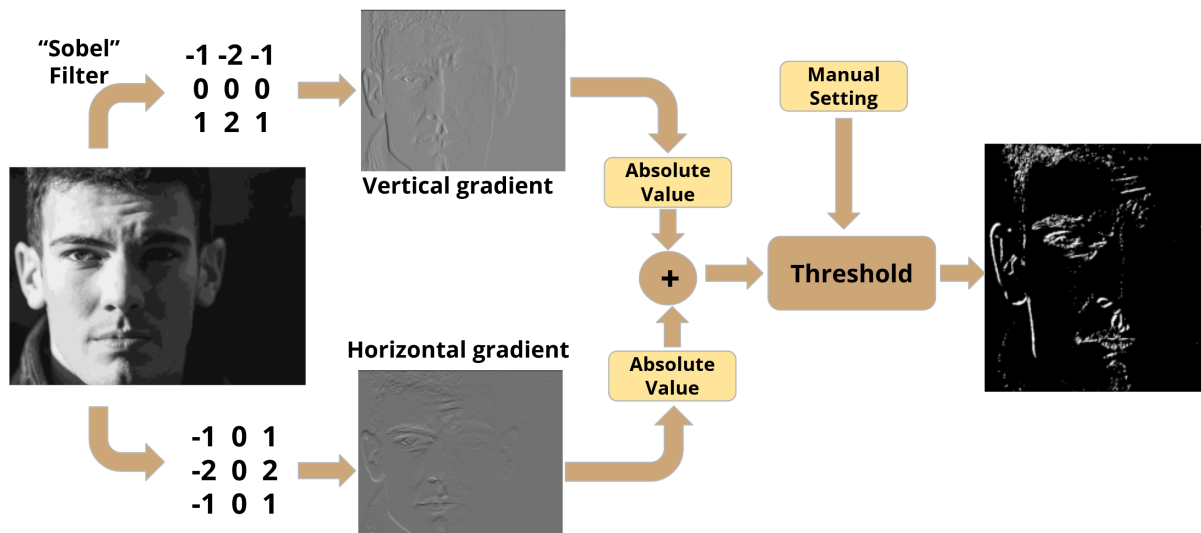 “Sobel”
Filter
-1 -2 -1
0 0 0
1 2 1
Vertical gradient
Absolute
Value
Manual
Setting
+
Threshold
Horizontal gradient
Absolute
Value
-1 0 1
-2 0 2
-1 0 1